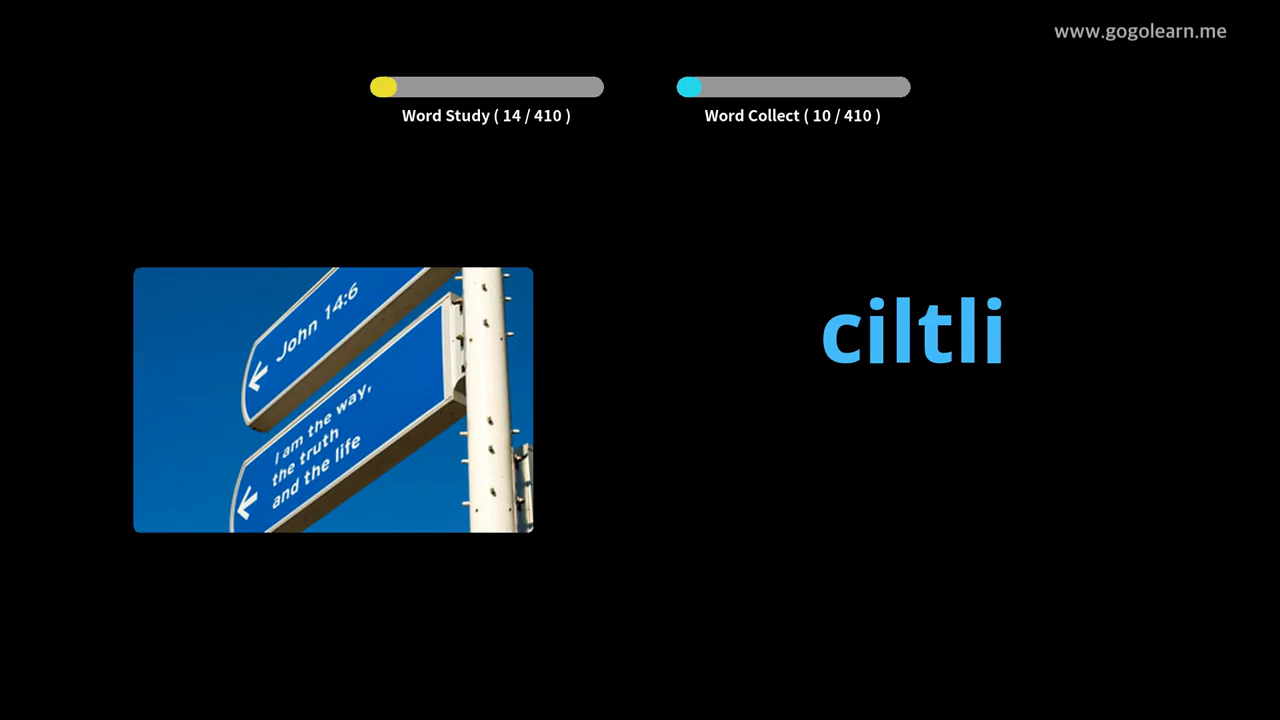 www.gogolearn.me
Word Study ( 14 / 410 )
Word Collect ( 10 / 410 )
John 14:6
I am the way,
the truth
and the life
ciltli